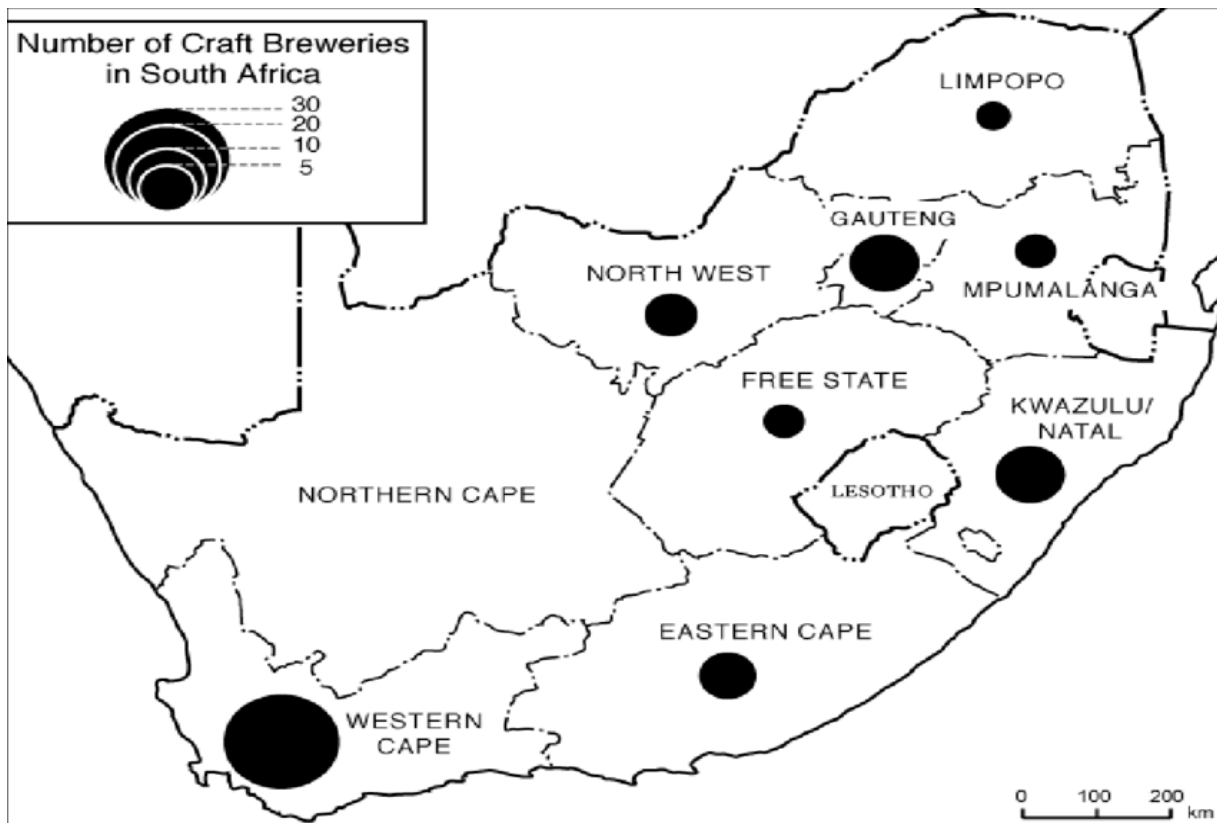 Number of Craft Breweries
in South Africa
30
20
10
5
LIMPOPO
GAUTENG
NORTH WEST
MPUMALANGA
FREE STATE
KWAZULU/
NATAL
NORTHERN CAPE
LESOTHO
EASTERN CAPE
WESTERN
CAPE
0 100 200
km